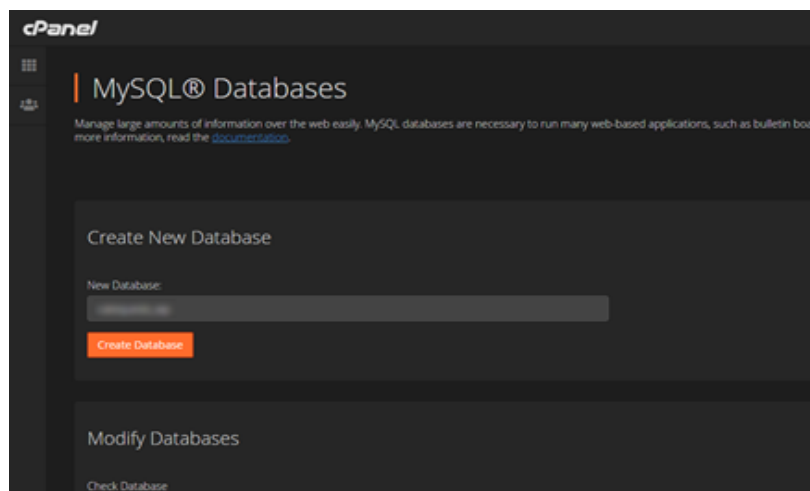 cPanel
MySQL® Databases
Manage large amounts of information over the web easily. MySQL databases are necessary to run many web-based applications, such as bulletin boa
more information, read the documentation.
Create New Database
New Database:
Create Database
Modify Databases
Check Database